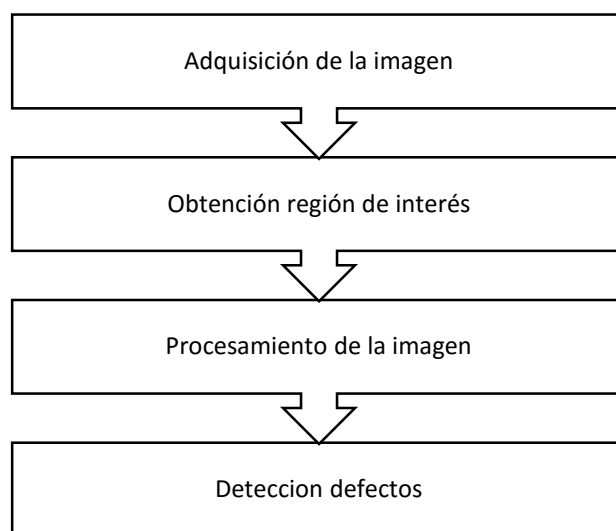 Adquisición de la imagen
Obtención región de interés
Procesamiento de la imagen
Deteccion defectos